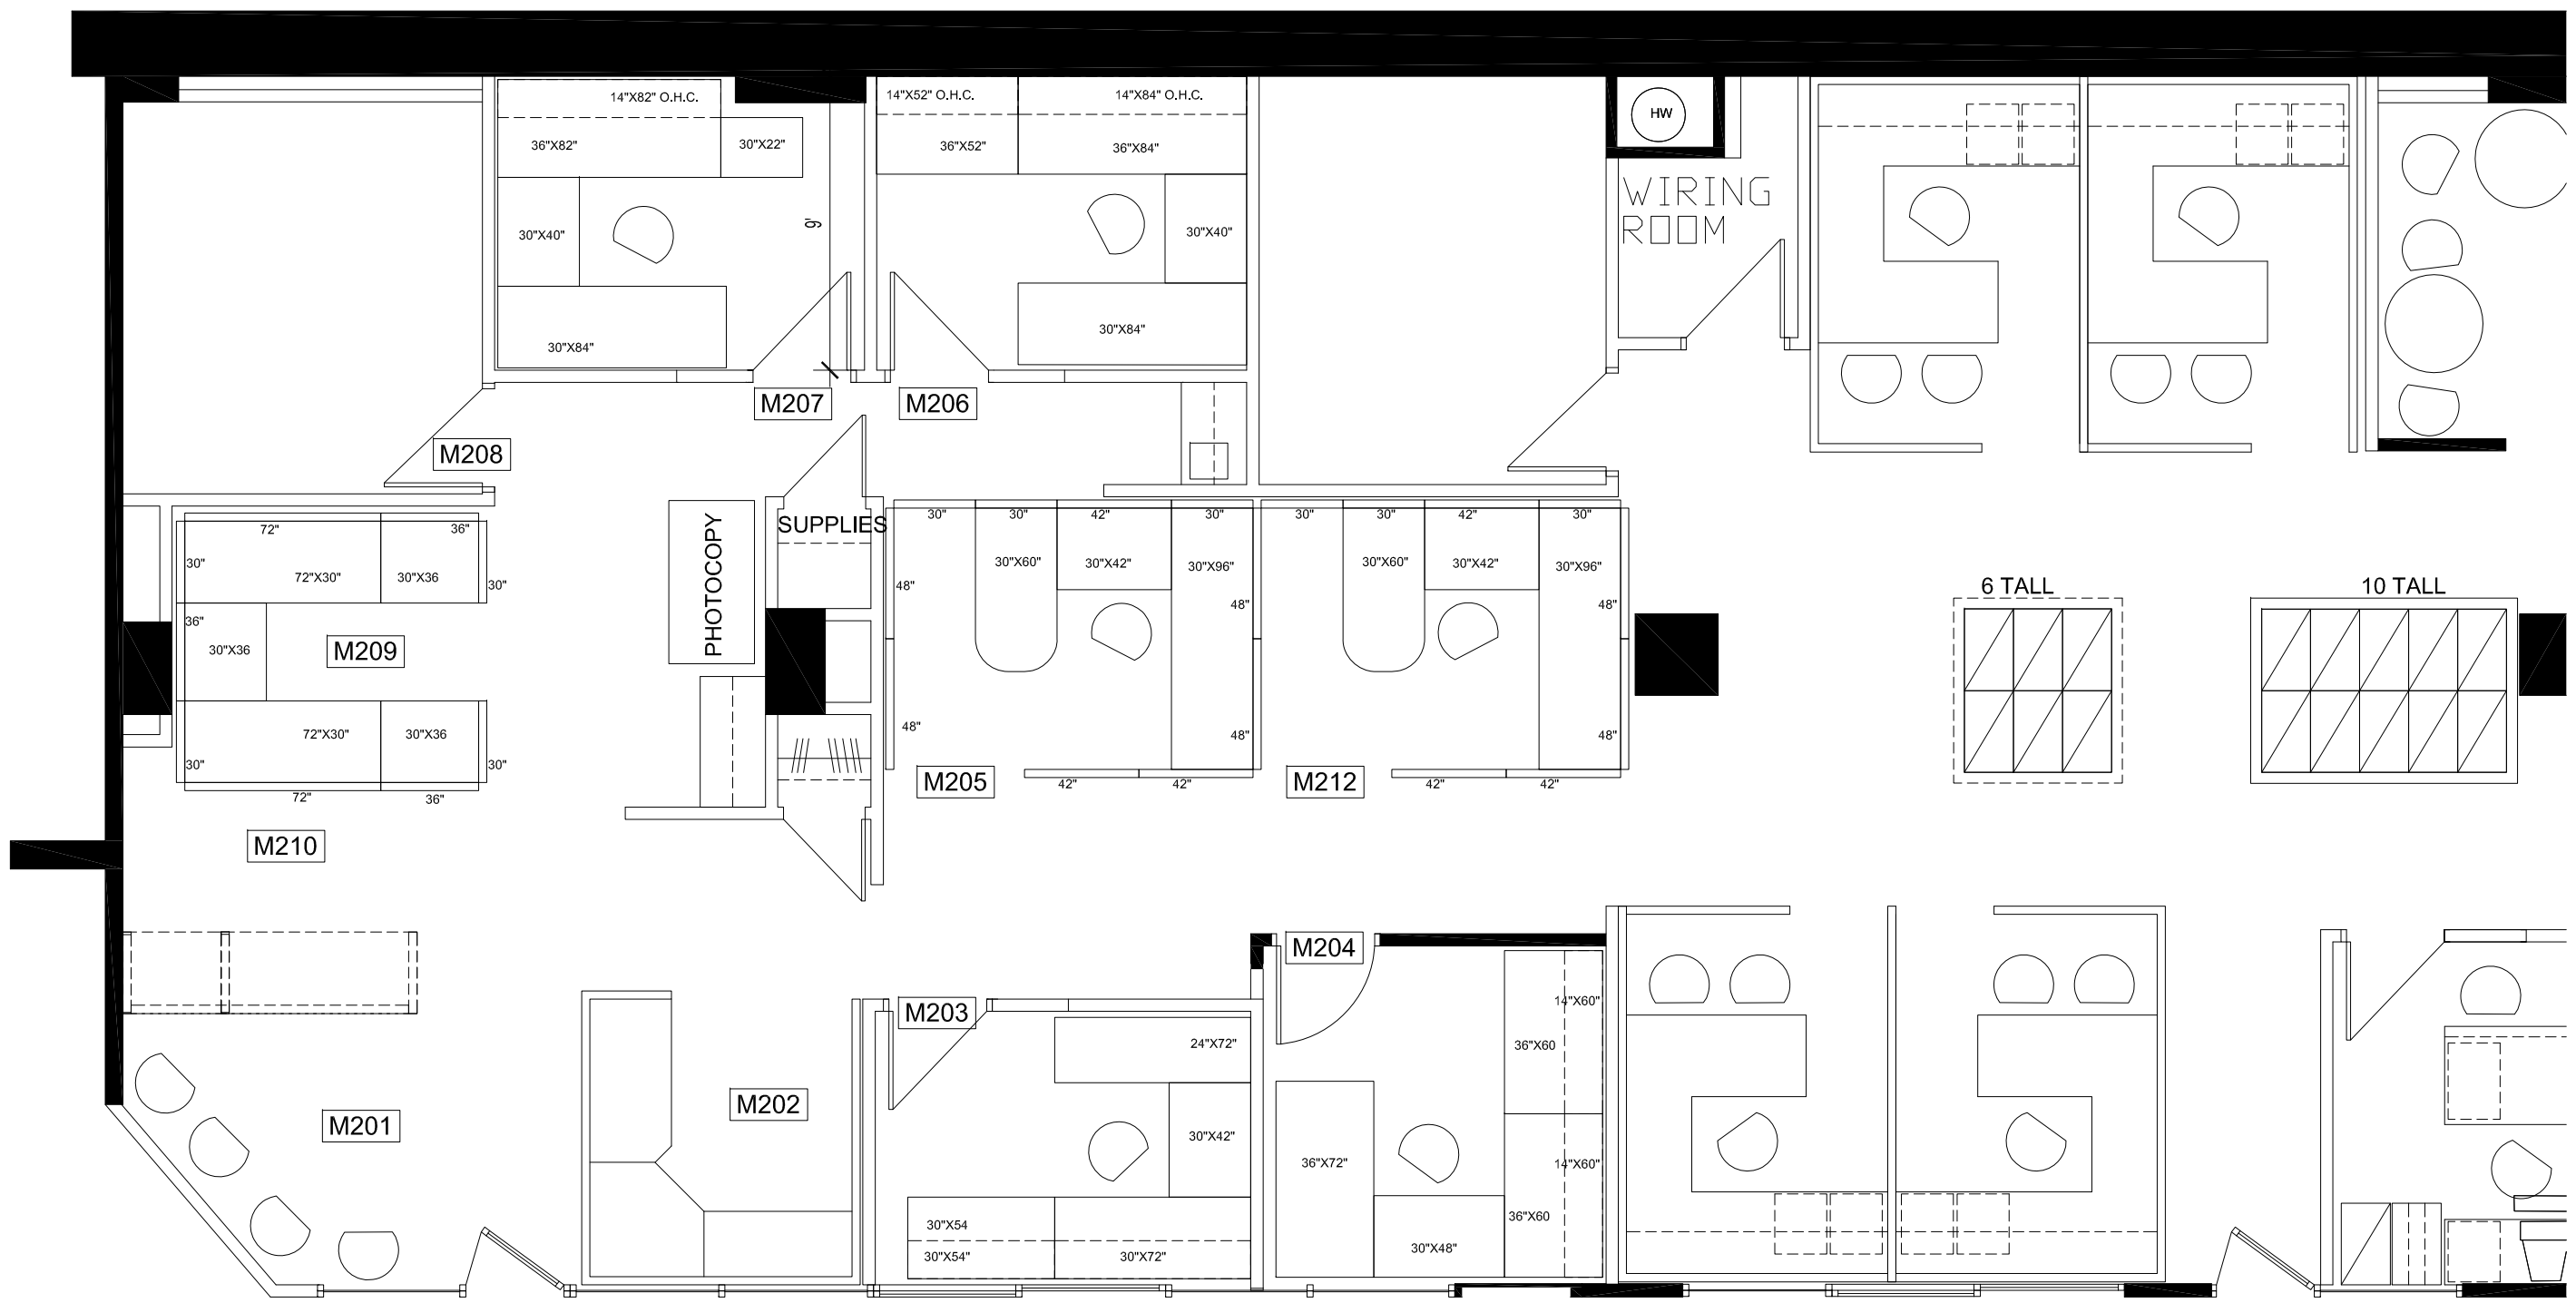 14"X82" O.H.C.
14"X52" O.H.C.
14"X84" O.H.C.
HW
36"X82"
30"X22"
36"X52"
36"X84"
WIRING
ROOM
9'
30"X40"
30"X40"
30"X84"
30"X84"
M207
M206
M208
PHOTOCOPY
SUPPLIES
72"
36"
30"
72"X30"
30"X36
30"
36"
30"X36
M209
72"X30"
30"X36
30"
30"
72"
36"
M210
30"
30"
42"
30"
30"X60"
30"X42"
30"X96"
48"
48"
48"
48"
M205
42"
42"
30"
30"
42"
30"
30"X60"
30"X42"
30"X96"
48"
48"
M212
42"
42"
6 TALL
10 TALL
M204
M203
14"X60"
24"X72"
36"X60
M202
M201
30"X42"
36"X72"
14"X60"
30"X54
36"X60
30"X54"
30"X72"
30"X48"